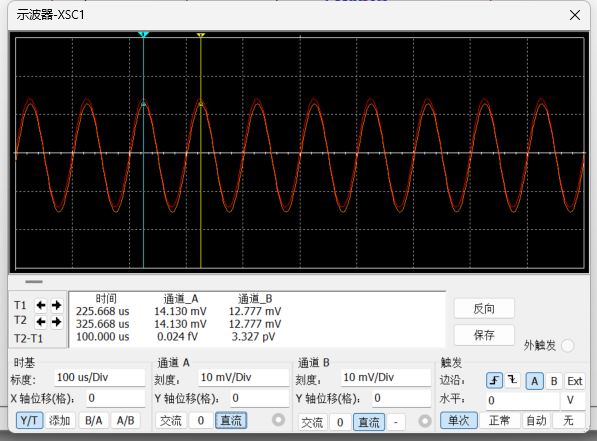 示波器-XSC1
时间 通道_A 通道_B
T1 225.668 us 14.130 mV 12.777 mV
T2 325.668 us 14.130 mV 12.777 mV
T2-T1 100.000 us 0.024 fV 3.327 pV
反向
保存
外触发
时基
标度: 100 us/Div
X 轴位移(格): 0
Y/T 添加 B/A A/B
通道 A
刻度: 10 mV/Div
Y 轴位移(格): 0
交流 0 直流
通道 B
刻度: 10 mV/Div
Y 轴位移(格): 0
交流 0 直流 -
触发
边沿: A B Ext
水平: 0 V
单次 正常 自动 无